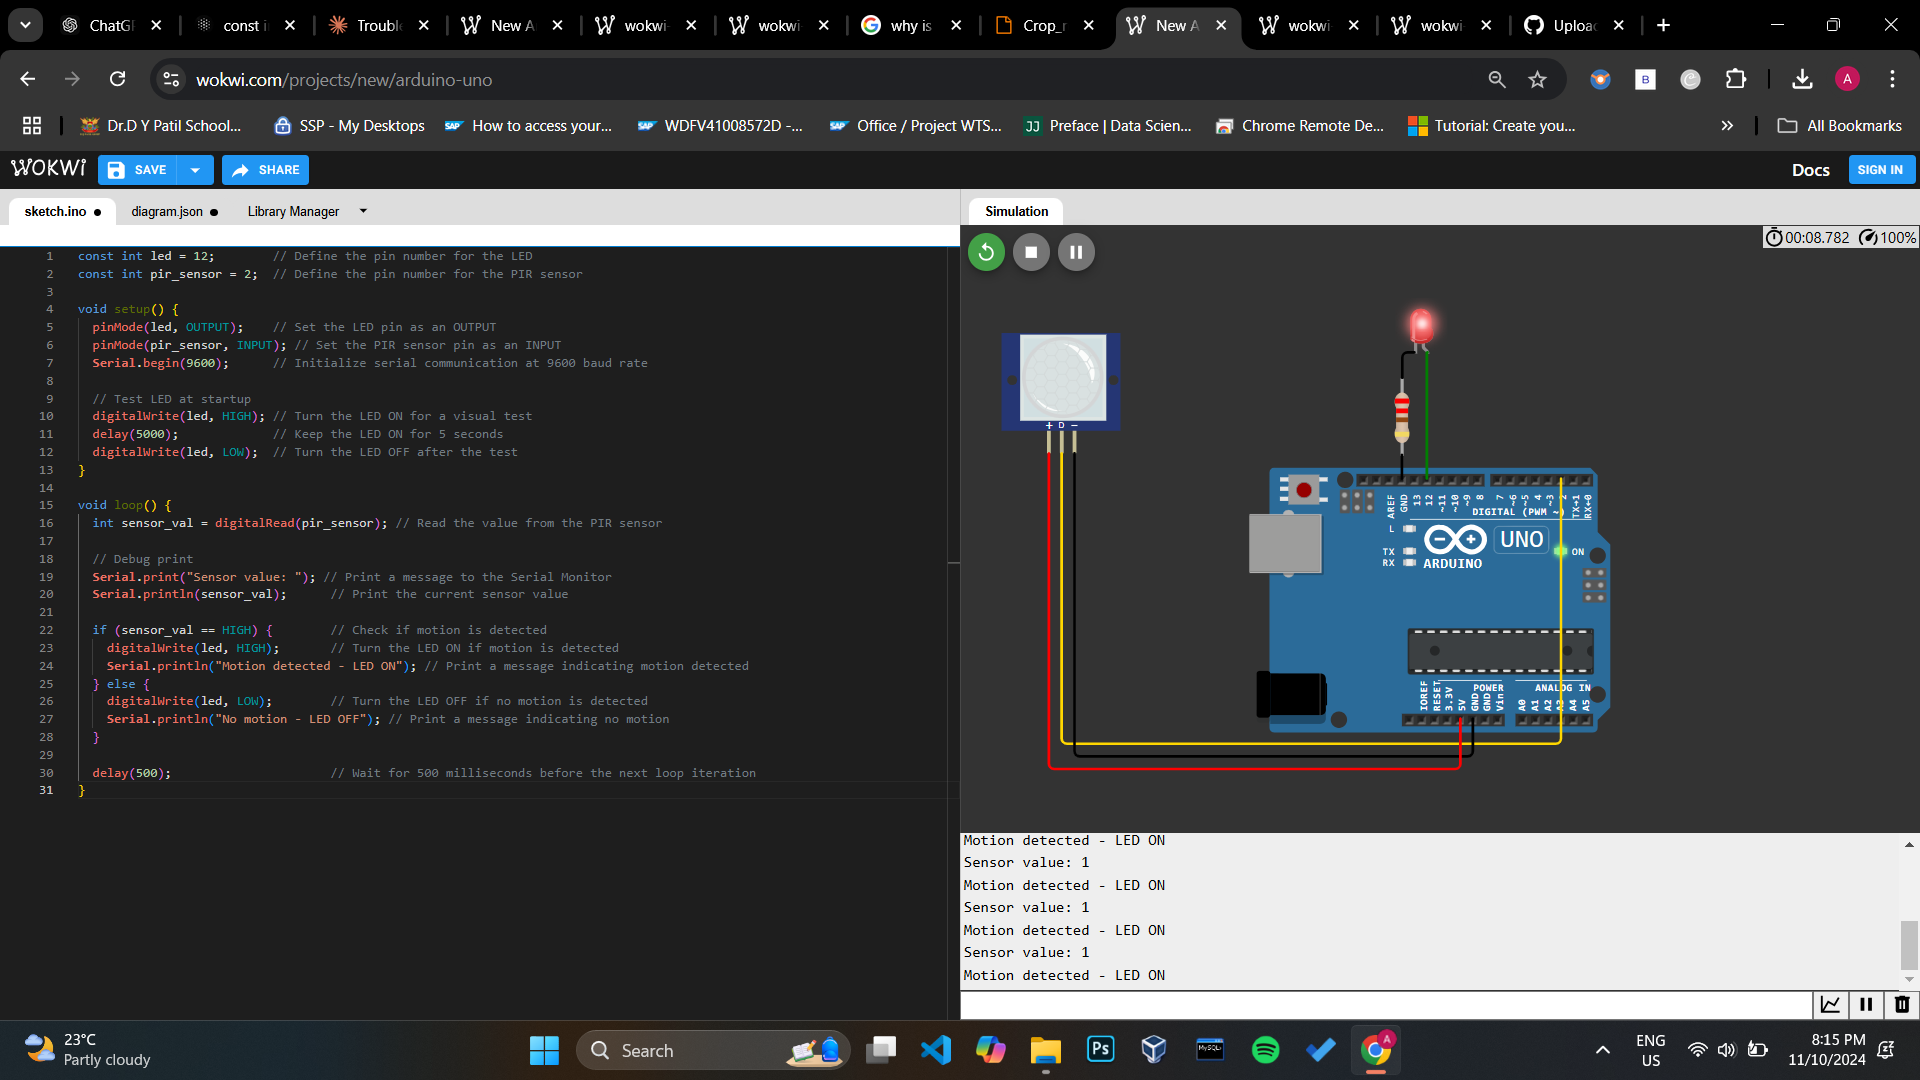 ChatGP
const i
Trouble
New A
wokwi-
wokwi-
why is
Crop_r
New A
wokwi-
wokwi-
Uploac
wokwi.com/projects/new/arduino-uno
B
A
Dr.D Y Patil School...
SSP - My Desktops
SAP How to access your...
SAP WDFV41008572D -...
SAP Office / Project WTS...
JJ Preface | Data Scien...
Chrome Remote De...
Tutorial: Create you...
All Bookmarks
WOKWi
SAVE
SHARE
Docs
SIGN IN
sketch.ino
diagram.json
Library Manager
Simulation
00:08.782 100%
1 const int led = 12; // Define the pin number for the LED
2 const int pir_sensor = 2; // Define the pin number for the PIR sensor
3
4 void setup() {
5 pinMode(led, OUTPUT); // Set the LED pin as an OUTPUT
6 pinMode(pir_sensor, INPUT); // Set the PIR sensor pin as an INPUT
7 Serial.begin(9600); // Initialize serial communication at 9600 baud rate
8
9 // Test LED at startup
10 digitalWrite(led, HIGH); // Turn the LED ON for a visual test
11 delay(5000); // Keep the LED ON for 5 seconds
12 digitalWrite(led, LOW); // Turn the LED OFF after the test
13 }
14
15 void loop() {
16 int sensor_val = digitalRead(pir_sensor); // Read the value from the PIR sensor
17
18 // Debug print
19 Serial.print("Sensor value: "); // Print a message to the Serial Monitor
20 Serial.println(sensor_val); // Print the current sensor value
21
22 if (sensor_val == HIGH) { // Check if motion is detected
23 digitalWrite(led, HIGH); // Turn the LED ON if motion is detected
24 Serial.println("Motion detected - LED ON"); // Print a message indicating motion detected
25 } else {
26 digitalWrite(led, LOW); // Turn the LED OFF if no motion is detected
27 Serial.println("No motion - LED OFF"); // Print a message indicating no motion
28 }
29
30 delay(500); // Wait for 500 milliseconds before the next loop iteration
31 }
+ D −
AREF
GND
13
12
~11
~10
~9
8
7
~6
~5
4
~3
2
TX→1
RX←0
DIGITAL (PWM ~)
L
TX
RX
UNO
ARDUINO
ON
IOREF
RESET
3.3V
5V
GND
GND
Vin
POWER
ANALOG IN
A0
A1
A2
A3
A4
A5
Motion detected - LED ON
Sensor value: 1
Motion detected - LED ON
Sensor value: 1
Motion detected - LED ON
Sensor value: 1
Motion detected - LED ON
23°C
Partly cloudy
Search
Ps
MySQL
A
ENG
US
8:15 PM
11/10/2024